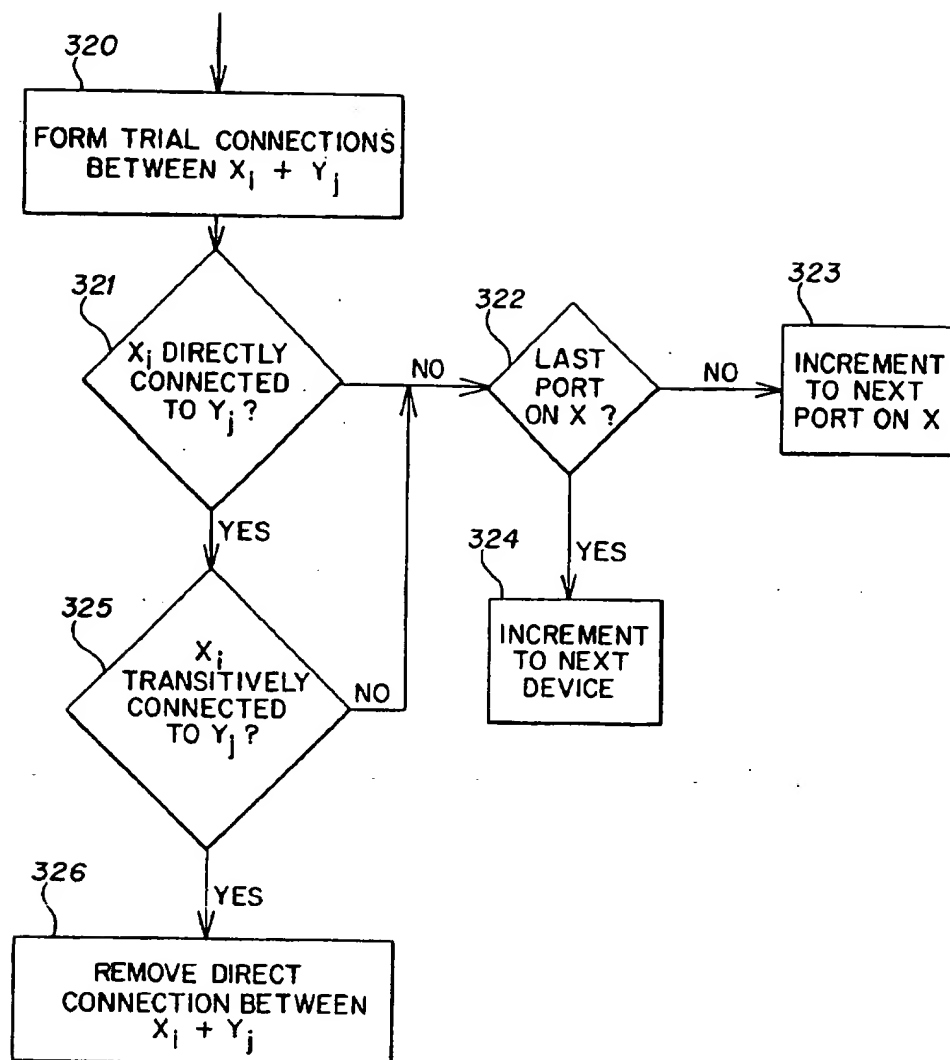 320
FORM TRIAL CONNECTIONS
BETWEEN Xi + Yj
321
Xi DIRECTLY
CONNECTED
TO Yj ?
NO
322
LAST
PORT
ON X ?
NO
323
INCREMENT
TO NEXT
PORT ON X
YES
324
YES
INCREMENT
TO NEXT
DEVICE
325
Xi
TRANSITIVELY
CONNECTED
TO Yj ?
NO
326
YES
REMOVE DIRECT
CONNECTION BETWEEN
Xi + Yj